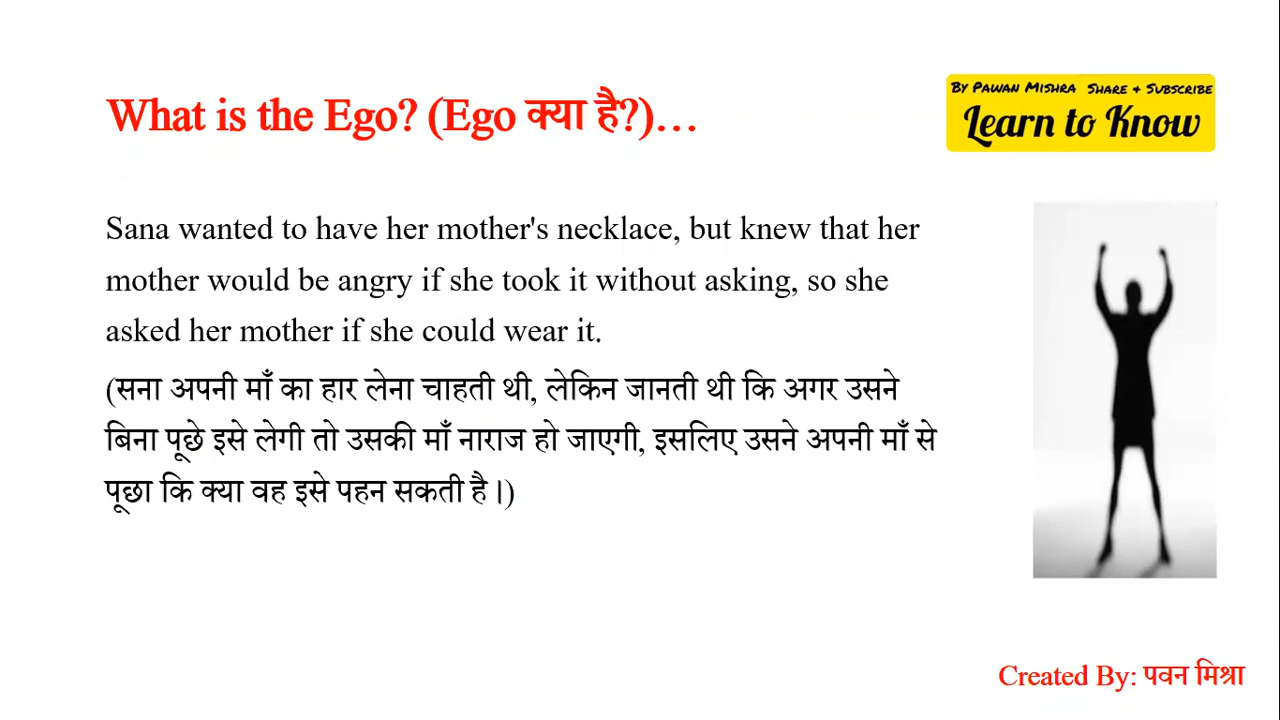 What is the Ego? (Ego क्या है?)…
By Pawan Mishra Share & Subscribe
Learn to Know
Sana wanted to have her mother's necklace, but knew that her
mother would be angry if she took it without asking, so she
asked her mother if she could wear it.
(सना अपनी माँ का हार लेना चाहती थी, लेकिन जानती थी कि अगर उसने
बिना पूछे इसे लेगी तो उसकी माँ नाराज हो जाएगी, इसलिए उसने अपनी माँ से
पूछा कि क्या वह इसे पहन सकती है।)
Created By: पवन मिश्रा